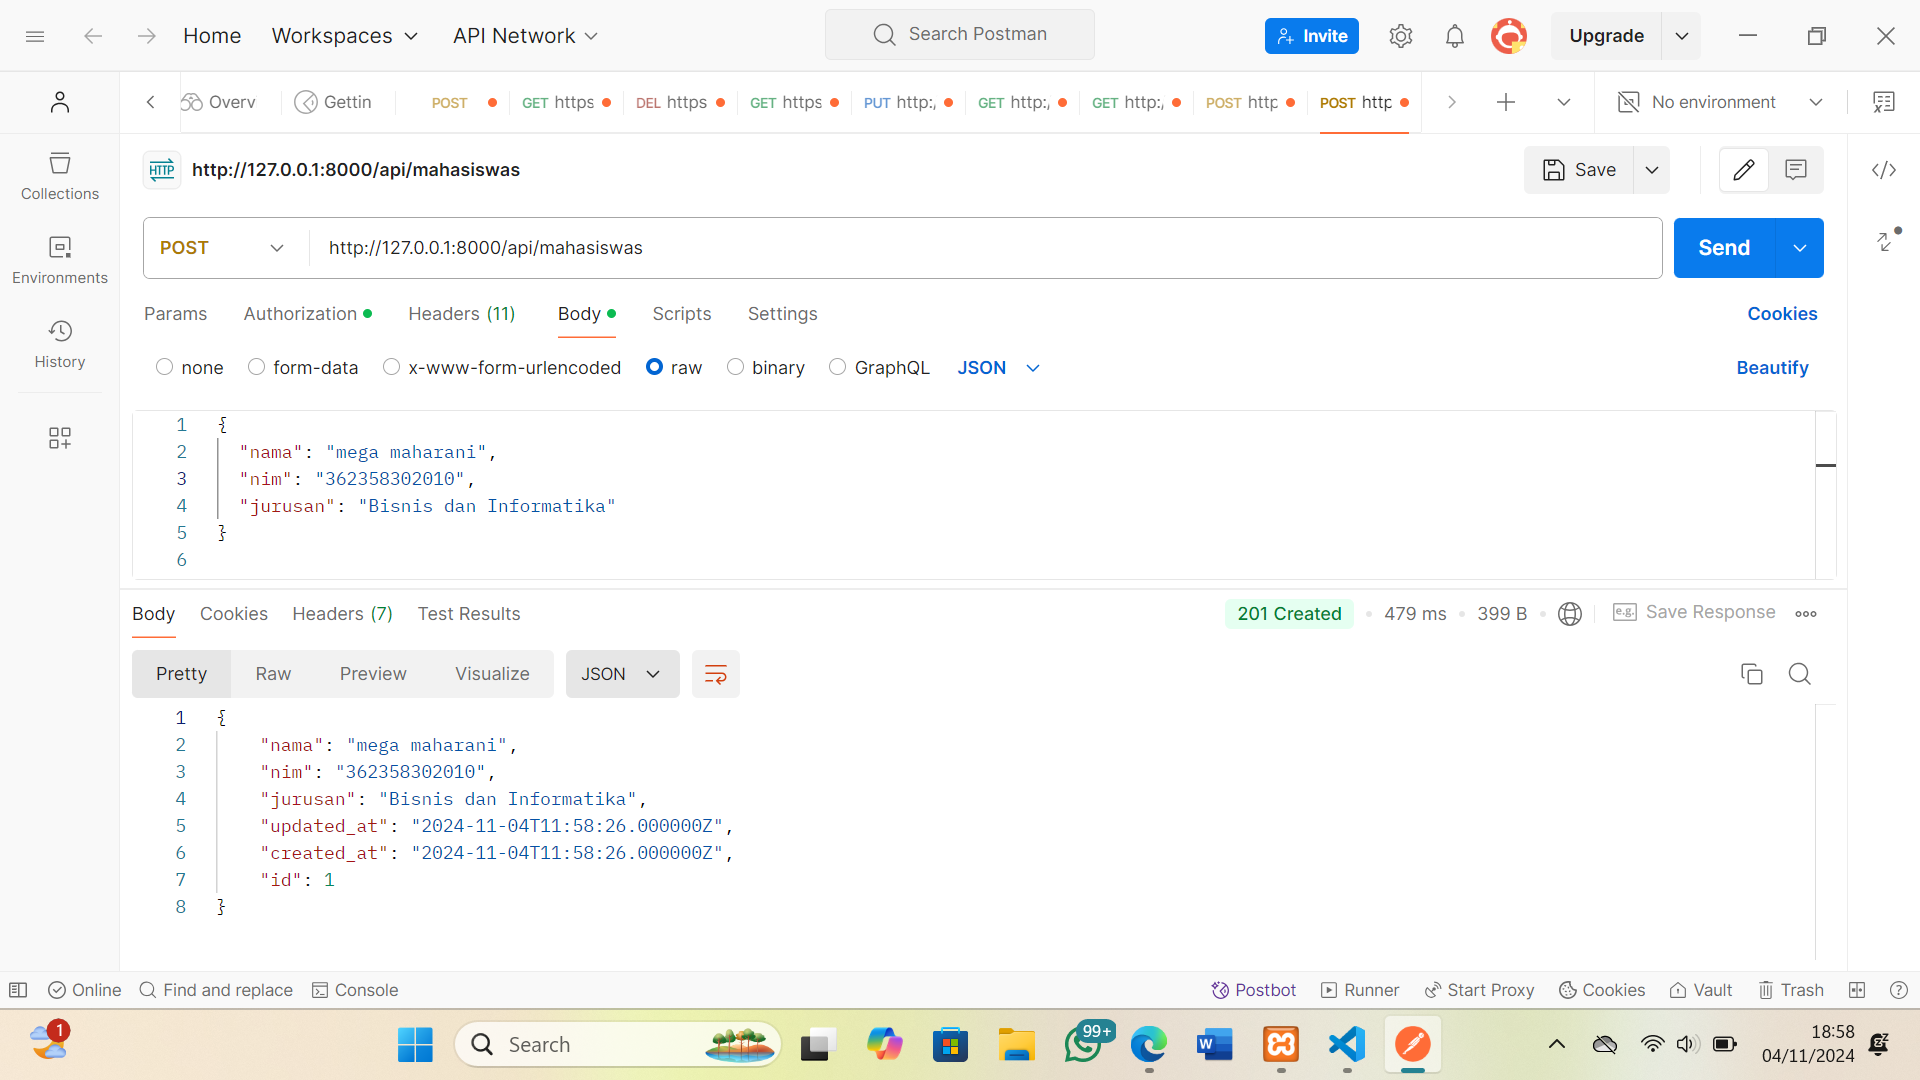 Home Workspaces API Network Search Postman Invite Upgrade
Overv Gettin POST GET https DEL https GET https PUT http:/ GET http:/ GET http:/ POST http POST http No environment
HTTP http://127.0.0.1:8000/api/mahasiswas Save
POST http://127.0.0.1:8000/api/mahasiswas Send
Params Authorization Headers (11) Body Scripts Settings Cookies
none form-data x-www-form-urlencoded raw binary GraphQL JSON Beautify
Collections
Environments
History
1 {
2 "nama": "mega maharani",
3 "nim": "362358302010",
4 "jurusan": "Bisnis dan Informatika"
5 }
6
Body Cookies Headers (7) Test Results 201 Created 479 ms 399 B e.g. Save Response
Pretty Raw Preview Visualize JSON
1 {
2 "nama": "mega maharani",
3 "nim": "362358302010",
4 "jurusan": "Bisnis dan Informatika",
5 "updated_at": "2024-11-04T11:58:26.000000Z",
6 "created_at": "2024-11-04T11:58:26.000000Z",
7 "id": 1
8 }
Online Find and replace Console Postbot Runner Start Proxy Cookies Vault Trash
1 Search 99+ W 18:58
04/11/2024